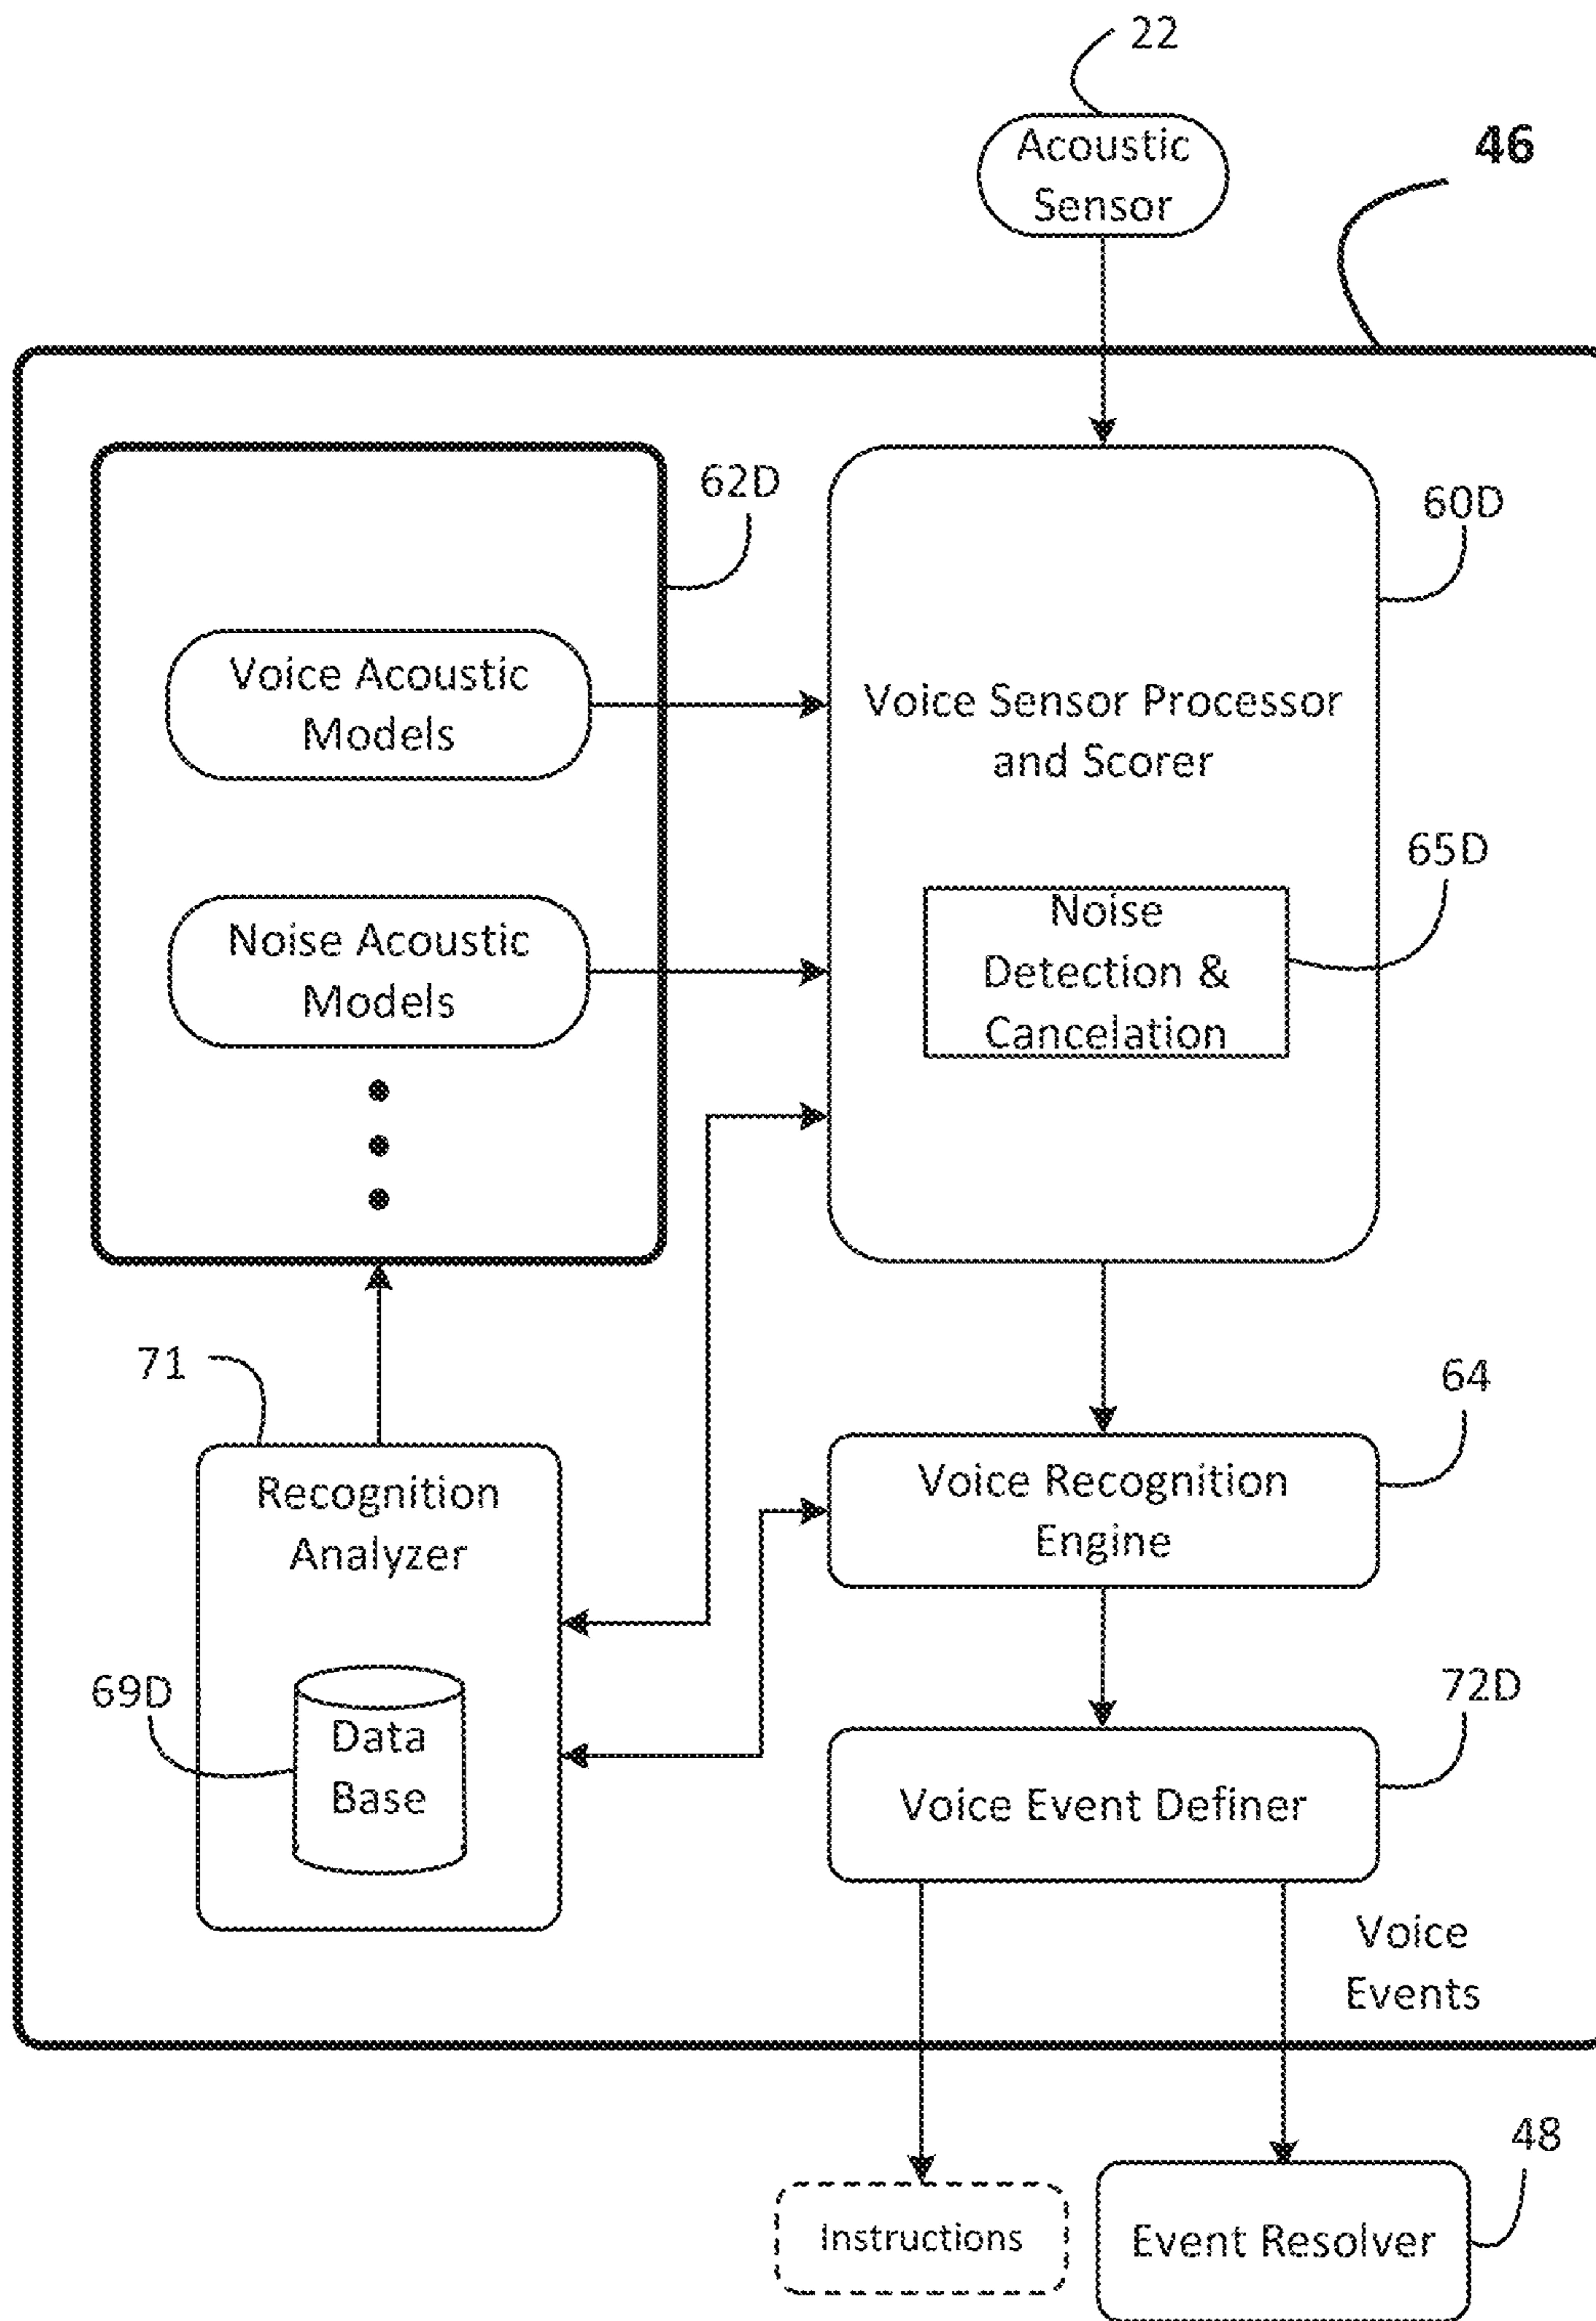 22
Acoustic
Sensor
46
62D
60D
Voice Acoustic
Models
Voice Sensor Processor
and Scorer
65D
Noise Acoustic
Models
Noise
Detection &
Cancelation
71
64
Recognition
Analyzer
Voice Recognition
Engine
69D
Data
Base
72D
Voice Event Definer
Voice
Events
48
Instructions
Event Resolver